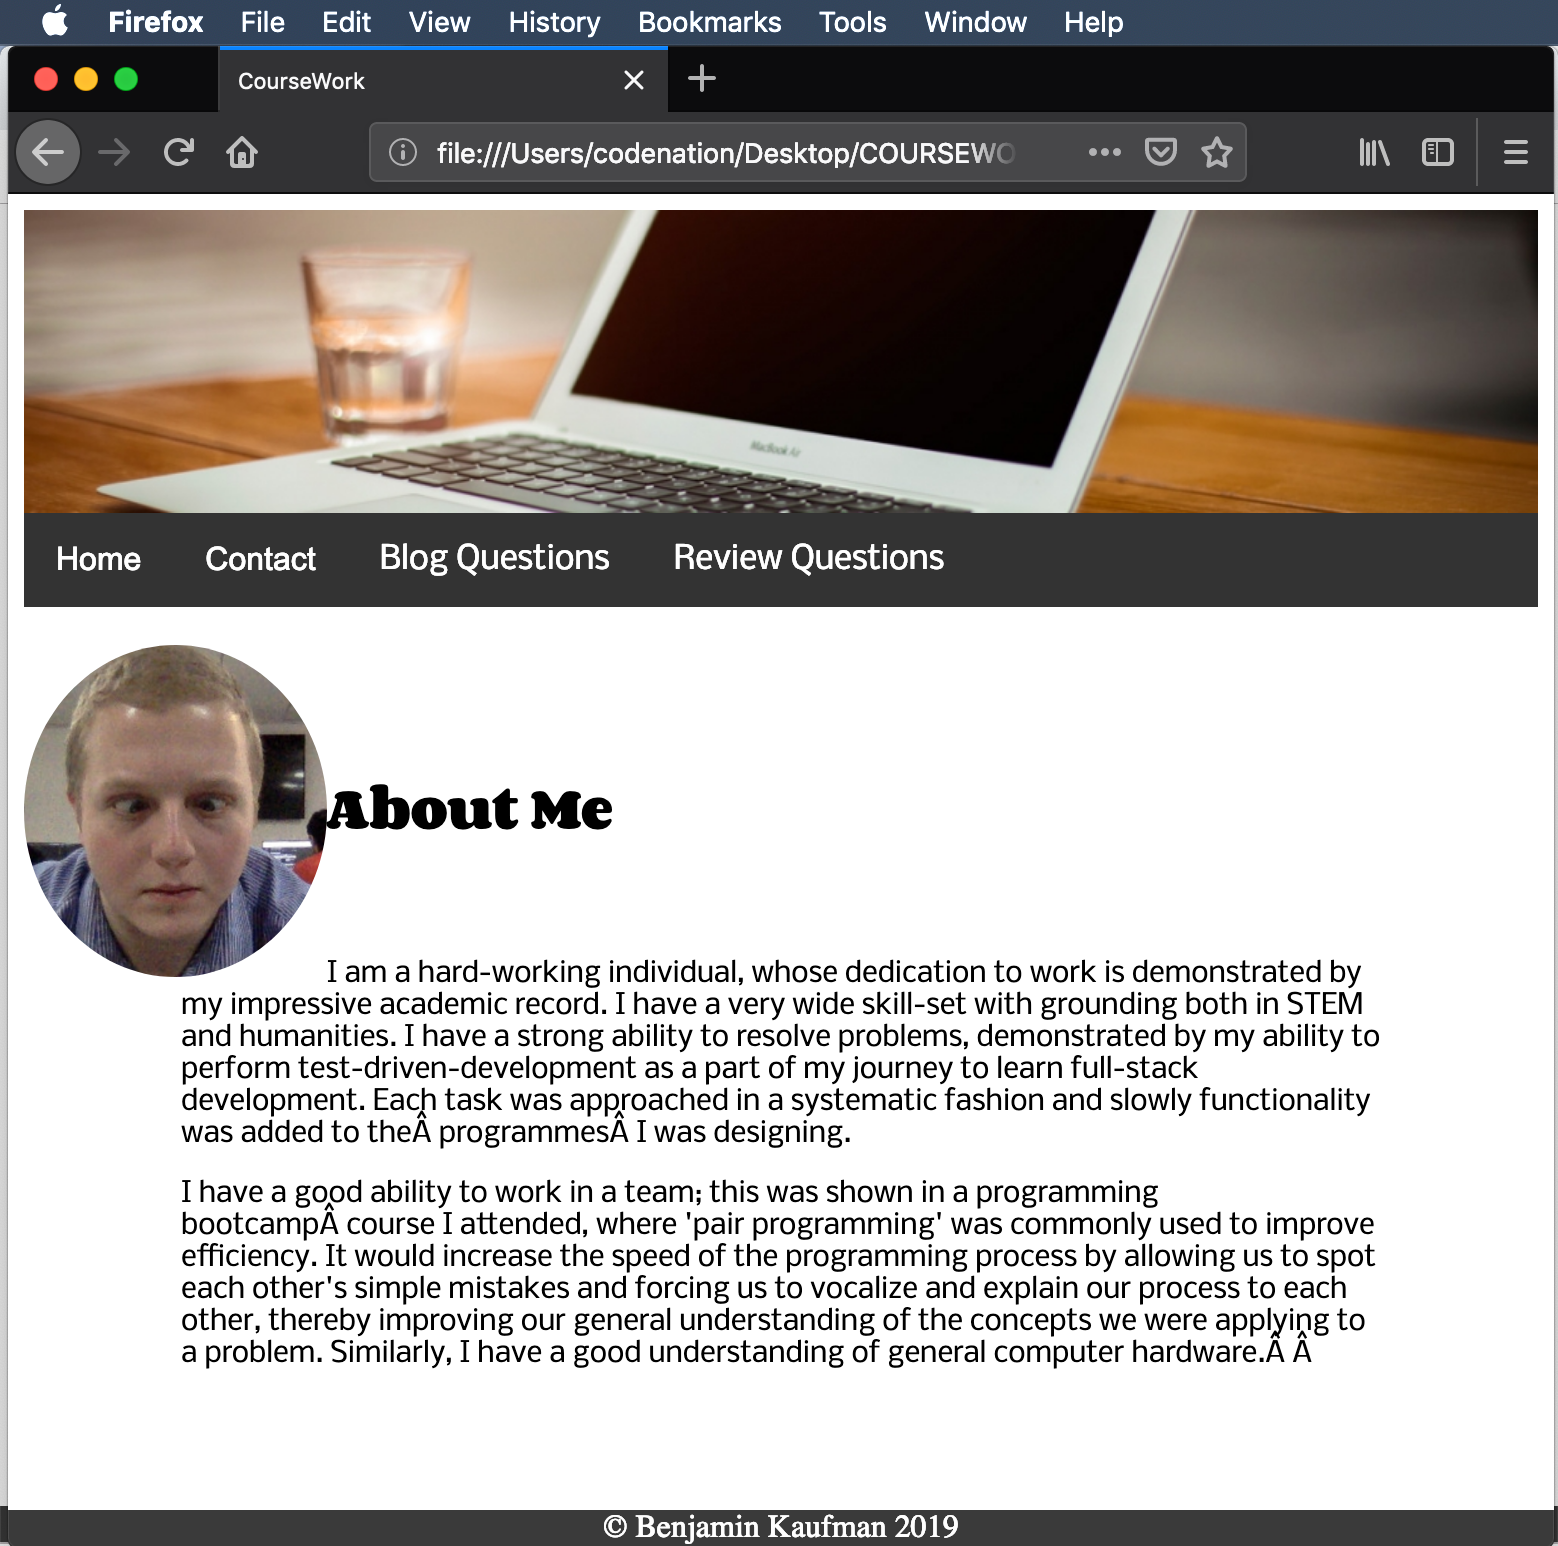 Firefox File Edit View History Bookmarks Tools Window Help
CourseWork
file:///Users/codenation/Desktop/COURSEWO
MacBook Air
Home Contact Blog Questions Review Questions
About Me
I am a hard-working individual, whose dedication to work is demonstrated by
my impressive academic record. I have a very wide skill-set with grounding both in STEM
and humanities. I have a strong ability to resolve problems, demonstrated by my ability to
perform test-driven-development as a part of my journey to learn full-stack
development. Each task was approached in a systematic fashion and slowly functionality
was added to theÂ programmesÂ I was designing.
I have a good ability to work in a team; this was shown in a programming
bootcampÂ course I attended, where 'pair programming' was commonly used to improve
efficiency. It would increase the speed of the programming process by allowing us to spot
each other's simple mistakes and forcing us to vocalize and explain our process to each
other, thereby improving our general understanding of the concepts we were applying to
a problem. Similarly, I have a good understanding of general computer hardware.Â Â
© Benjamin Kaufman 2019